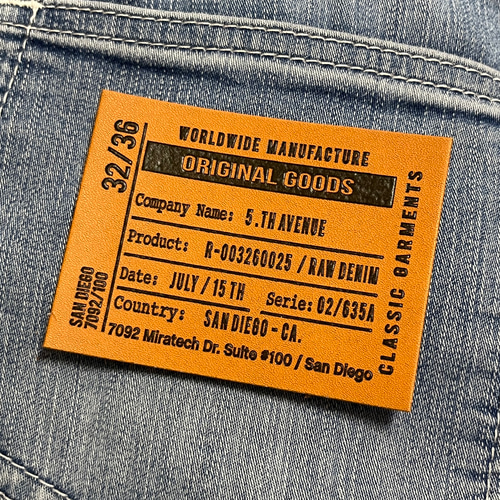 32/36
WORLDWIDE MANUFACTURE
ORIGINAL GOODS
Company Name: 5.TH AVENUE
Product: R-003260025 / RAW DENIM
Date: JULY / 15 TH Serie: 02/635A
Country: SAN DIEGO - CA.
7092 Miratech Dr. Suite #100 / San Diego
SAN DIEGO
7092/100
CLASSIC GARMENTS